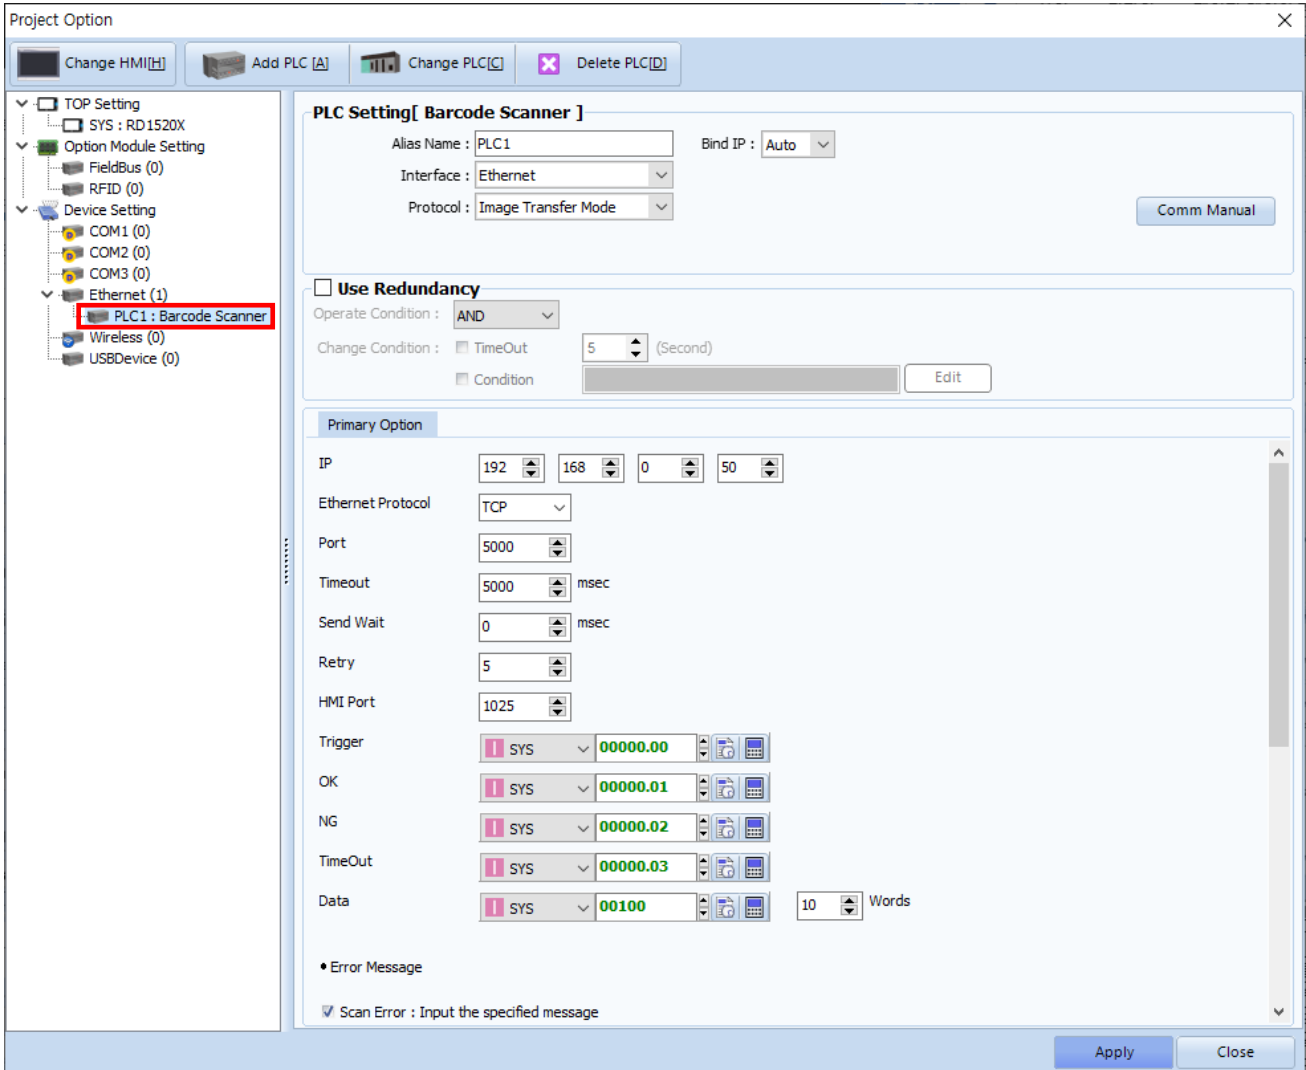 Project Option
Change HMI[H] Add PLC [A] Change PLC[C] Delete PLC[D]
TOP Setting
SYS : RD1520X
Option Module Setting
FieldBus (0)
RFID (0)
Device Setting
COM1 (0)
COM2 (0)
COM3 (0)
Ethernet (1)
PLC1 : Barcode Scanner
Wireless (0)
USBDevice (0)
PLC Setting[ Barcode Scanner ]
Alias Name : PLC1 Bind IP : Auto
Interface : Ethernet
Protocol : Image Transfer Mode
Comm Manual
Use Redundancy
Operate Condition : AND
Change Condition : TimeOut 5 (Second)
Condition Edit
Primary Option
IP 192 168 0 50
Ethernet Protocol TCP
Port 5000
Timeout 5000 msec
Send Wait 0 msec
Retry 5
HMI Port 1025
Trigger SYS 00000.00
OK SYS 00000.01
NG SYS 00000.02
TimeOut SYS 00000.03
Data SYS 00100 10 Words
• Error Message
Scan Error : Input the specified message
Apply Close